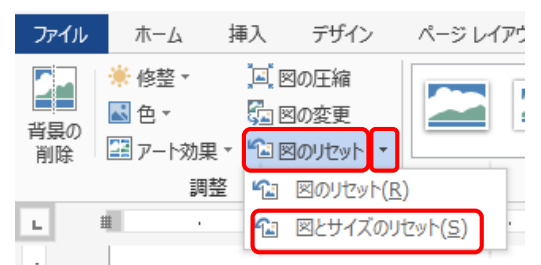 ファイル ホーム 挿入 デザイン ページ レイアウ
修整 図の圧縮
色 図の変更
背景の
削除
アート効果 図のリセット
調整
図のリセット(R)
図とサイズのリセット(S)
L